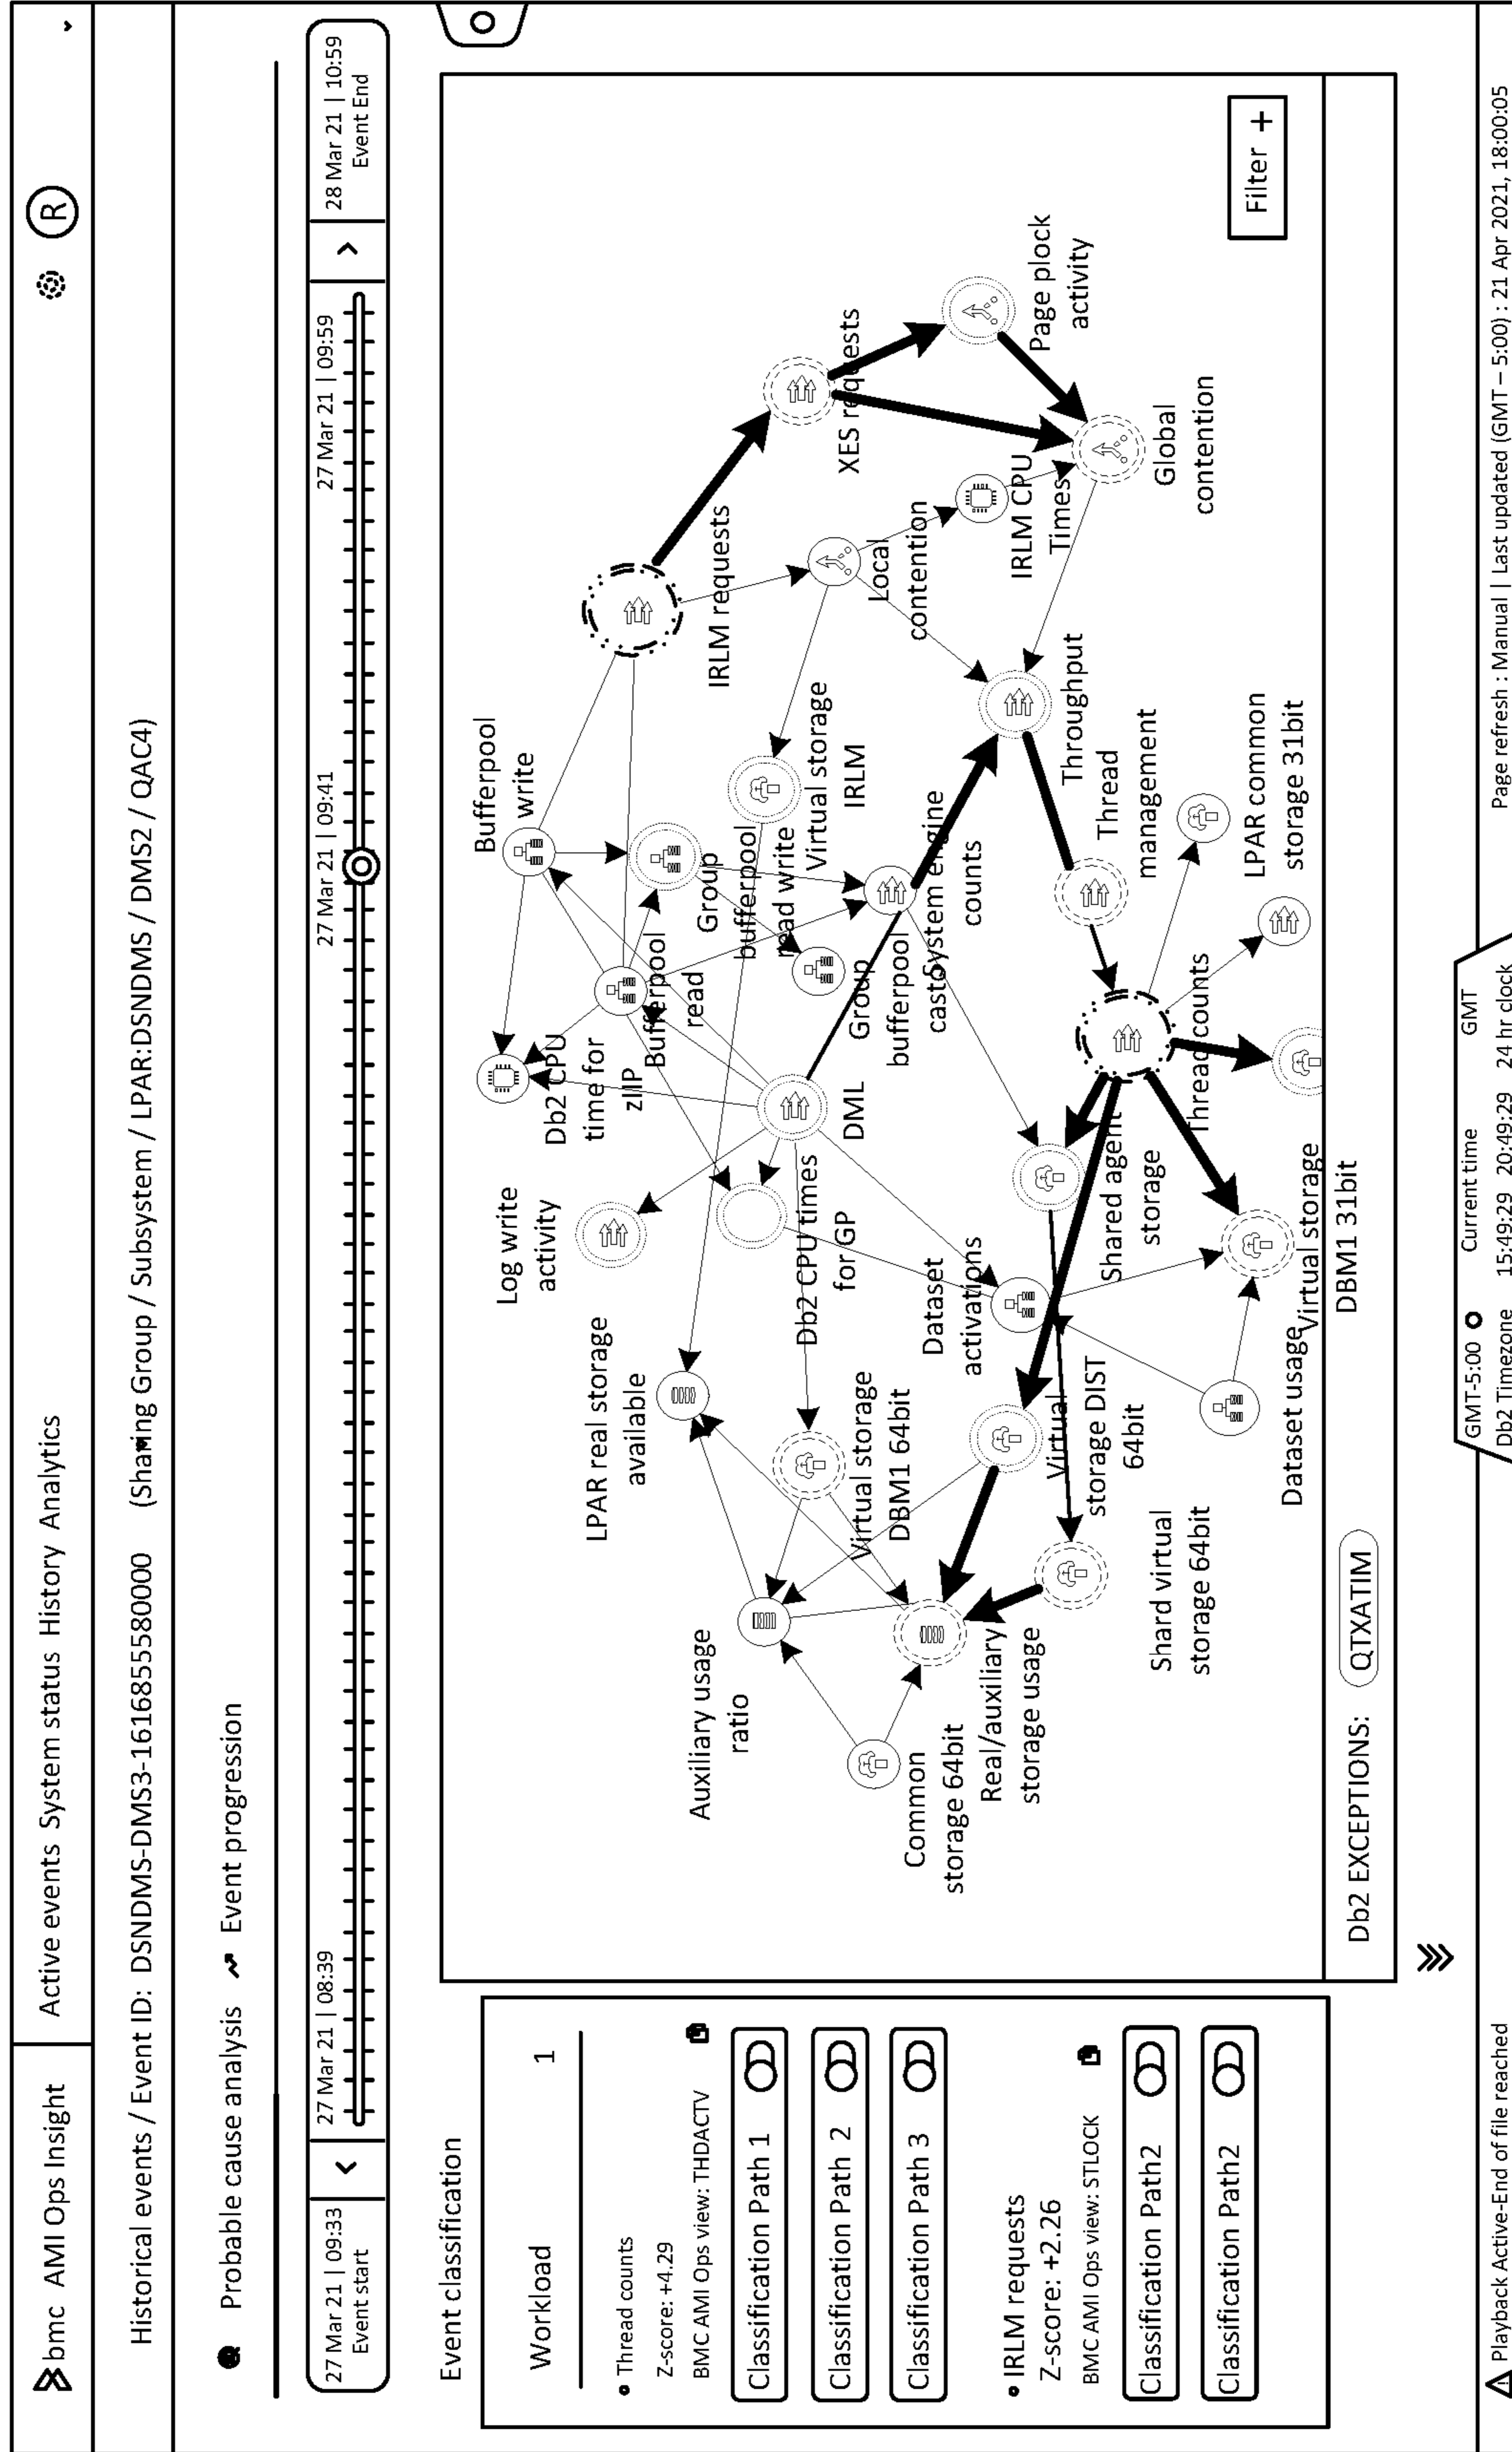 bmc AMI Ops Insight
Active events System status History Analytics
R
Historical events / Event ID: DSNDMS-DMS3-1616855580000
(Sharing Group / Subsystem / LPAR:DSNDMS / DMS2 / QAC4)
Probable cause analysis
Event progression
27 Mar 21 | 09:33
Event start
<
27 Mar 21 | 08:39
27 Mar 21 | 09:41
27 Mar 21 | 09:59
>
28 Mar 21 | 10:59
Event End
Event classification
Workload 1
Thread counts
Z-score: +4.29
BMC AMI Ops view: THDACTV
Classification Path 1
Classification Path 2
Classification Path 3
IRLM requests
Z-score: +2.26
BMC AMI Ops view: STLOCK
Classification Path2
Classification Path2
Bufferpool
write
Log write
activity
Db2 CPU
time for
zIIP
Bufferpool
read
Group
bufferpool
read write
IRLM requests
XES requests
LPAR real storage
available
Virtual storage
IRLM
DML
Db2 CPU times
for GP
Auxiliary usage
ratio
Virtual storage
DBM1 64bit
Group
bufferpool
castSystem engine
counts
Local
contention
IRLM CPU
Times
Page plock
activity
Global
contention
Common
storage 64bit
Real/auxiliary
storage usage
Dataset
activations
Virtual
storage DIST
64bit
Shared agent
storage
Throughput
Thread
management
Thread counts
Shard virtual
storage 64bit
LPAR common
storage 31bit
Dataset usage
Virtual storage
DBM1 31bit
Filter +
Db2 EXCEPTIONS: QTXATIM
Playback Active-End of file reached
GMT-5:00 Current time GMT
Db2 Timezone 15:49:29 20:49:29 24 hr clock
Page refresh : Manual | Last updated (GMT – 5:00) : 21 Apr 2021, 18:00:05